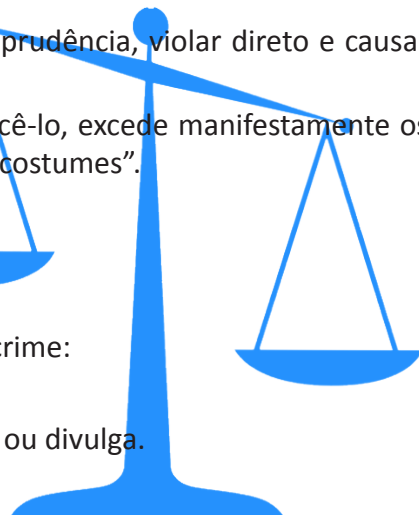 prudência, violar direto e causa
cê-lo, excede manifestamente os
costumes”.
crime:
ou divulga.